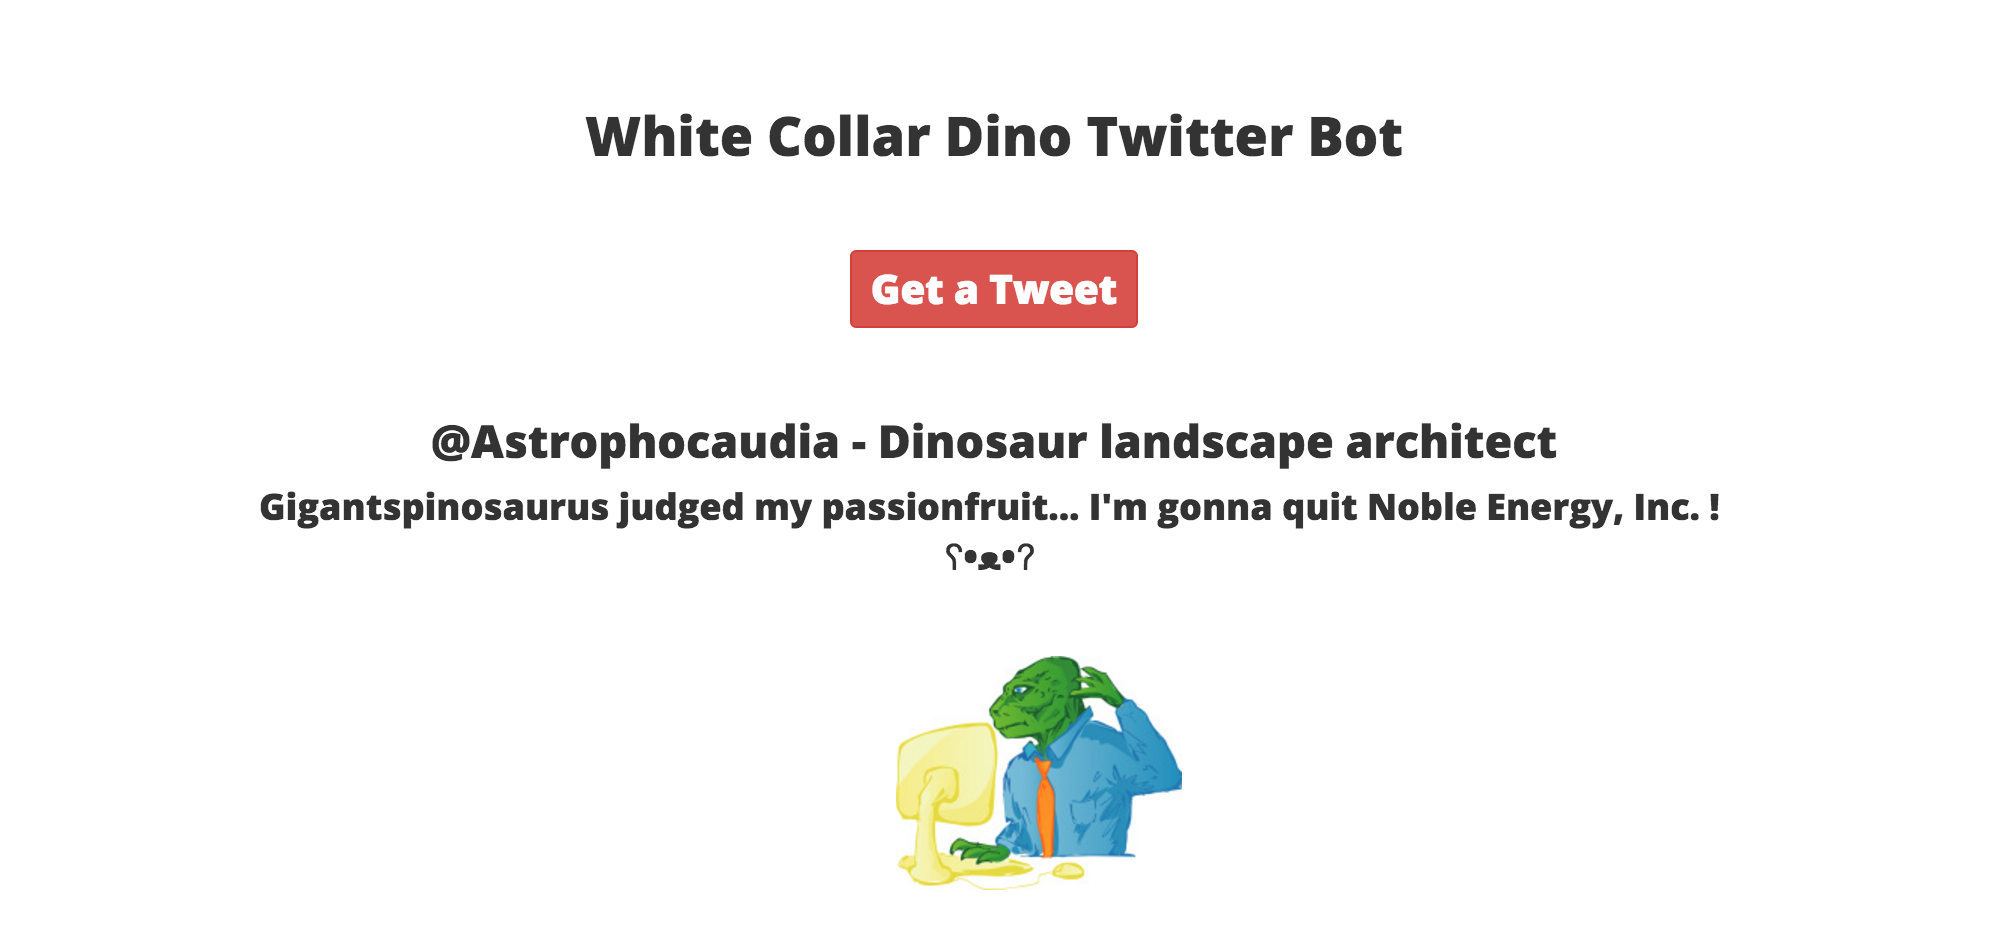 White Collar Dino Twitter Bot
Get a Tweet
@Astrophocaudia - Dinosaur landscape architect
Gigantspinosaurus judged my passionfruit... I'm gonna quit Noble Energy, Inc. !
ʕ•ᴥ•ʔ